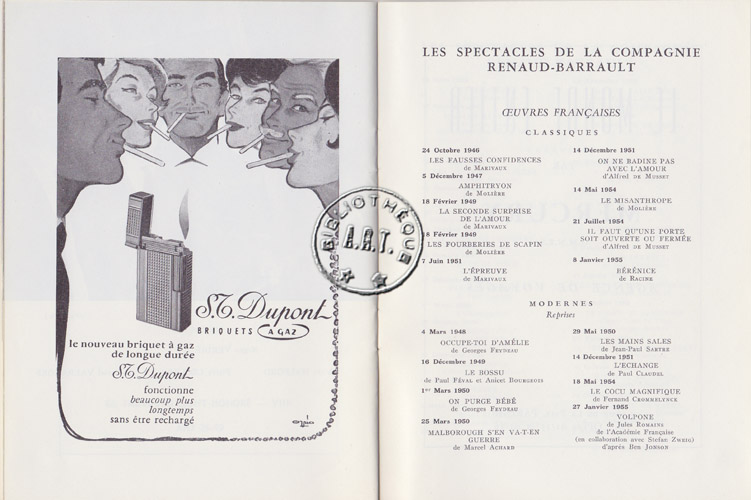 S.T. Dupont
BRIQUETS A GAZ
le nouveau briquet à gaz
de longue durée
S.T. Dupont
fonctionne
beaucoup plus
longtemps
sans être rechargé
BIBLIOTHÈQUE
A.R.T.
LES SPECTACLES DE LA COMPAGNIE
RENAUD-BARRAULT
ŒUVRES FRANÇAISES
CLASSIQUES
24 Octobre 1946
LES FAUSSES CONFIDENCES
de MARIVAUX
5 Décembre 1947
AMPHITRYON
de MOLIÈRE
18 Février 1949
LA SECONDE SURPRISE
DE L'AMOUR
de MARIVAUX
18 Février 1949
LES FOURBERIES DE SCAPIN
de MOLIÈRE
7 Juin 1951
L'ÉPREUVE
de MARIVAUX
14 Décembre 1951
ON NE BADINE PAS
AVEC L'AMOUR
d'Alfred DE MUSSET
14 Mai 1954
LE MISANTHROPE
de MOLIÈRE
21 Juillet 1954
IL FAUT QU'UNE PORTE
SOIT OUVERTE OU FERMÉE
d'Alfred DE MUSSET
8 Janvier 1955
BÉRÉNICE
de RACINE
MODERNES
Reprises
4 Mars 1948
OCCUPE-TOI D'AMÉLIE
de Georges FEYDEAU
16 Décembre 1949
LE BOSSU
de Paul FÉVAL et Anicet BOURGEOIS
1er Mars 1950
ON PURGE BÉBÉ
de Georges FEYDEAU
25 Mars 1950
MALBOROUGH S'EN VA-T-EN
GUERRE
de Marcel ACHARD
29 Mai 1950
LES MAINS SALES
de Jean-Paul SARTRE
14 Décembre 1951
L'ECHANGE
de Paul CLAUDEL
18 Mai 1954
LE COCU MAGNIFIQUE
de Fernand CROMMELYNCK
27 Janvier 1955
VOLPONE
de Jules ROMAINS
de l'Académie Française
(en collaboration avec Stefan ZWEIG)
d'après BEN JONSON